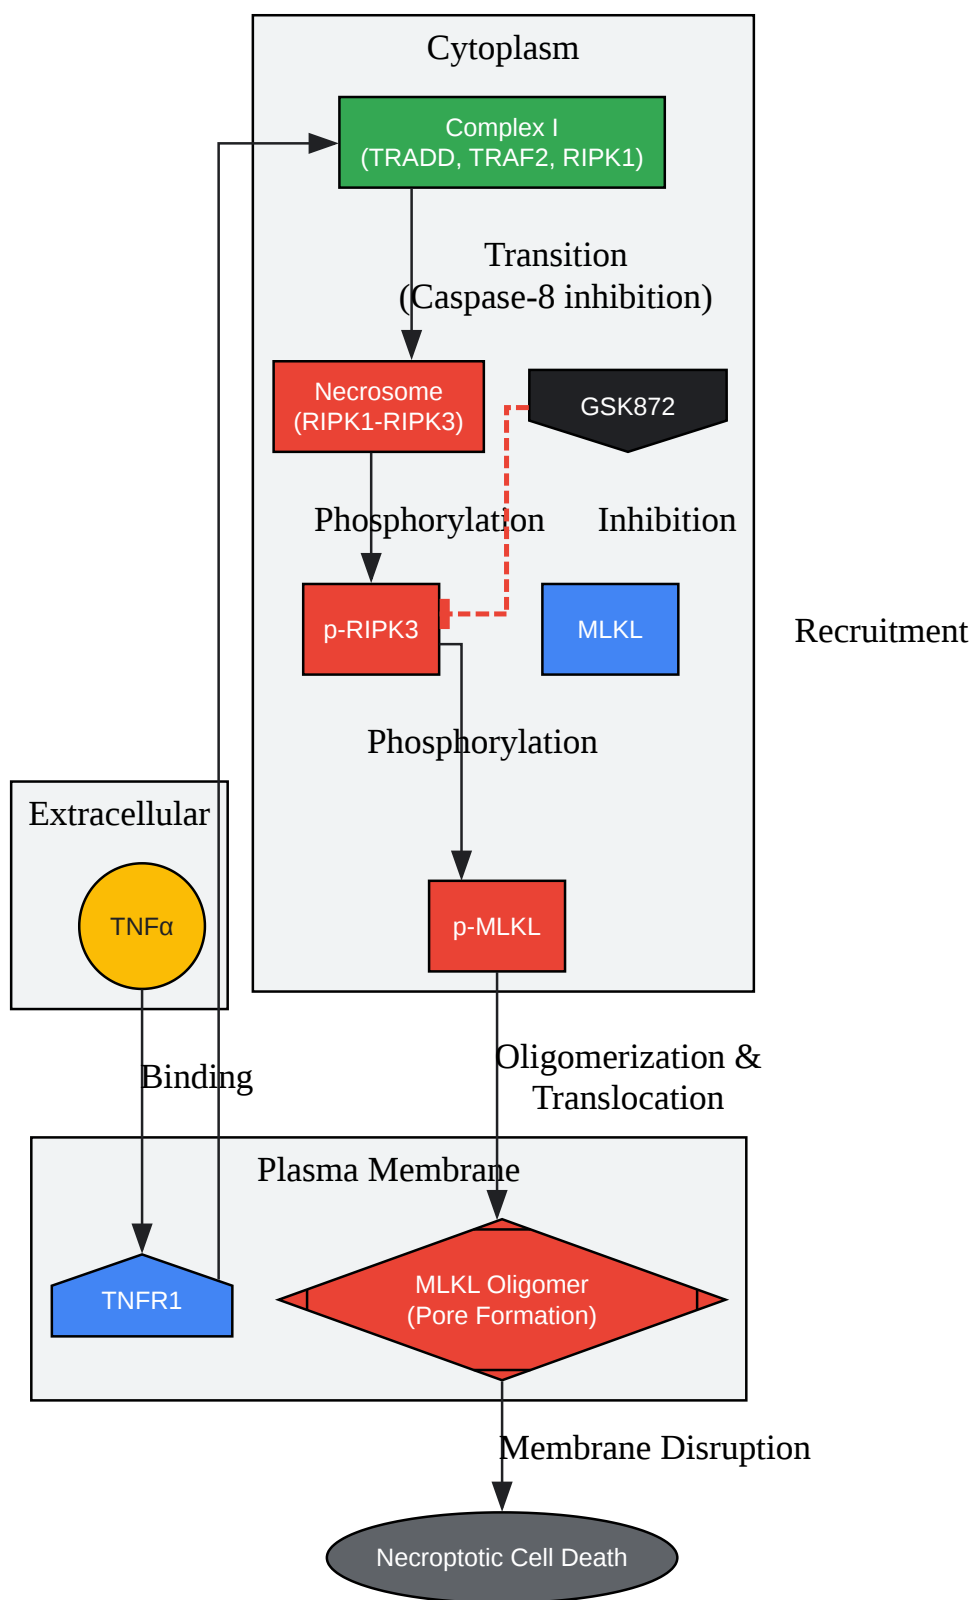 Cytoplasm
Complex I
(TRADD, TRAF2, RIPK1)
Transition
(Caspase-8 inhibition)
Necrosome
(RIPK1-RIPK3)
GSK872
Phosphorylation
Inhibition
p-RIPK3
MLKL
Recruitment
Phosphorylation
Extracellular
TNFα
p-MLKL
Binding
Oligomerization &
Translocation
Plasma Membrane
TNFR1
MLKL Oligomer
(Pore Formation)
Membrane Disruption
Necroptotic Cell Death